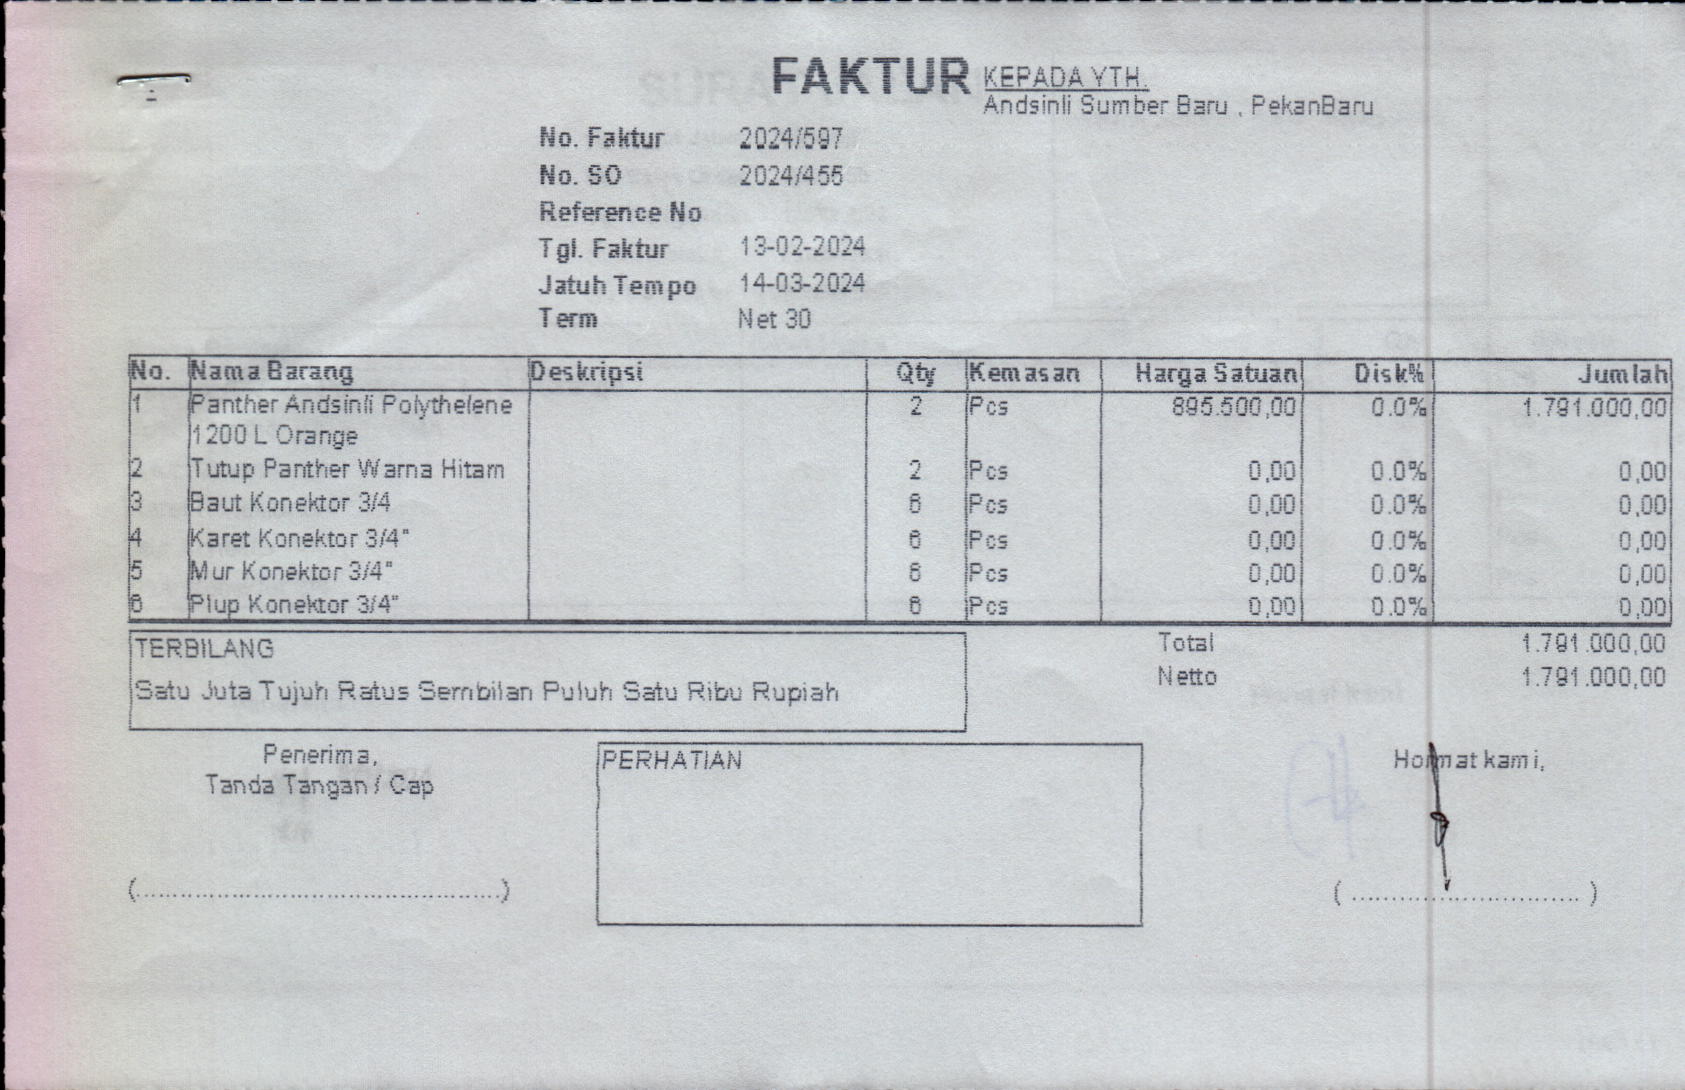 FAKTUR
KEPADA YTH.
Andsinli Sumber Baru , PekanBaru
No. Faktur 2024/597
No. SO 2024/455
Reference No
Tgl. Faktur 13-02-2024
Jatuh Tempo 14-03-2024
Term Net 30
No. Nama Barang Deskripsi Qty Kemasan Harga Satuan Disk% Jumlah
1 Panther Andsinli Polythelene 2 Pcs 895.500,00 0.0% 1.791.000,00
1200 L Orange
2 Tutup Panther Warna Hitam 2 Pcs 0,00 0.0% 0,00
3 Baut Konektor 3/4 6 Pcs 0,00 0.0% 0,00
4 Karet Konektor 3/4" 6 Pcs 0,00 0.0% 0,00
5 Mur Konektor 3/4" 6 Pcs 0,00 0.0% 0,00
6 Plup Konektor 3/4" 6 Pcs 0,00 0.0% 0,00
TERBILANG
Satu Juta Tujuh Ratus Sembilan Puluh Satu Ribu Rupiah
Total 1.791.000,00
Netto 1.791.000,00
Penerima,
Tanda Tangan / Cap
PERHATIAN
Hormat kami,
(..................................................)
( ............................... )